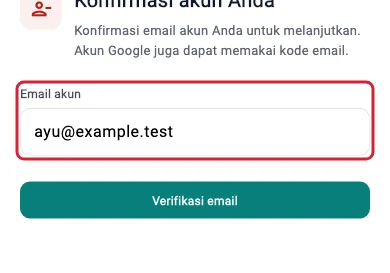 Konfirmasi akun Anda
Konfirmasi email akun Anda untuk melanjutkan.
Akun Google juga dapat memakai kode email.
Email akun
ayu@example.test
Verifikasi email